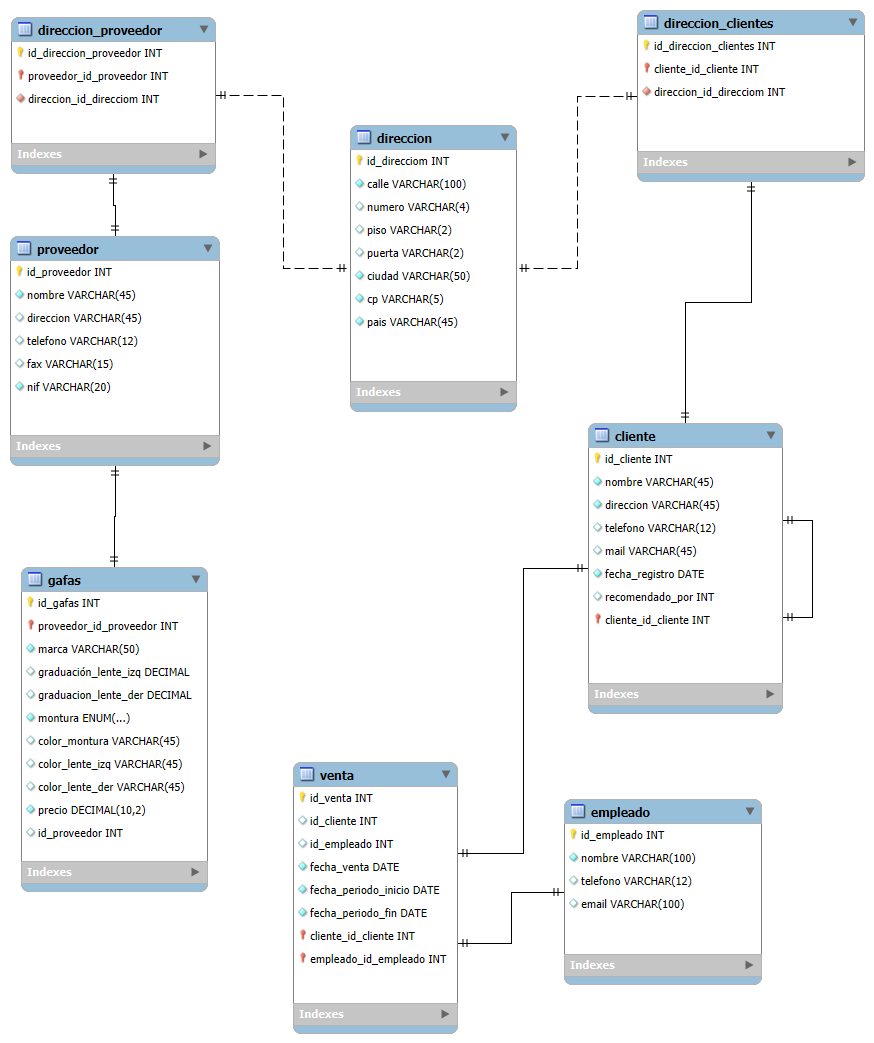 direccion_proveedor
id_direccion_proveedor INT
proveedor_id_proveedor INT
direccion_id_direcciom INT
Indexes
direccion_clientes
id_direccion_clientes INT
cliente_id_cliente INT
direccion_id_direcciom INT
Indexes
direccion
id_direcciom INT
calle VARCHAR(100)
numero VARCHAR(4)
piso VARCHAR(2)
puerta VARCHAR(2)
ciudad VARCHAR(50)
cp VARCHAR(5)
pais VARCHAR(45)
Indexes
proveedor
id_proveedor INT
nombre VARCHAR(45)
direccion VARCHAR(45)
telefono VARCHAR(12)
fax VARCHAR(15)
nif VARCHAR(20)
Indexes
cliente
id_cliente INT
nombre VARCHAR(45)
direccion VARCHAR(45)
telefono VARCHAR(12)
mail VARCHAR(45)
fecha_registro DATE
recomendado_por INT
cliente_id_cliente INT
Indexes
gafas
id_gafas INT
proveedor_id_proveedor INT
marca VARCHAR(50)
graduación_lente_izq DECIMAL
graduacion_lente_der DECIMAL
montura ENUM(...)
color_montura VARCHAR(45)
color_lente_izq VARCHAR(45)
color_lente_der VARCHAR(45)
precio DECIMAL(10,2)
id_proveedor INT
Indexes
venta
id_venta INT
id_cliente INT
id_empleado INT
fecha_venta DATE
fecha_periodo_inicio DATE
fecha_periodo_fin DATE
cliente_id_cliente INT
empleado_id_empleado INT
Indexes
empleado
id_empleado INT
nombre VARCHAR(100)
telefono VARCHAR(12)
email VARCHAR(100)
Indexes